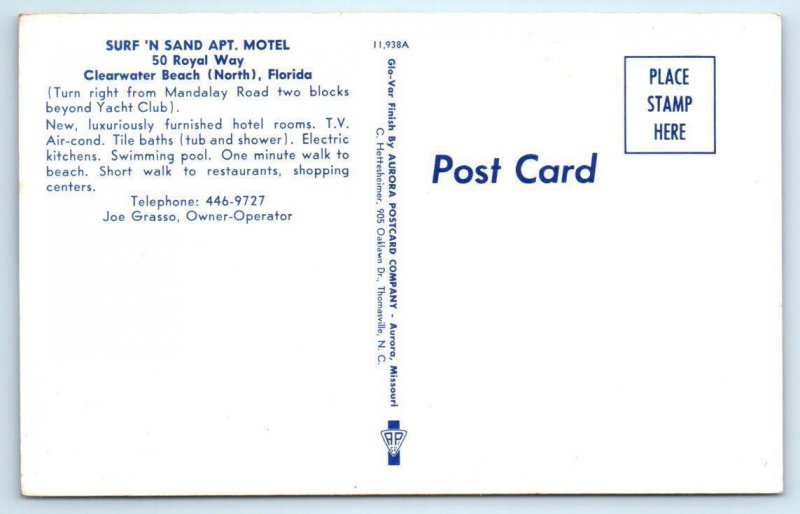 SURF 'N SAND APT. MOTEL
50 Royal Way
Clearwater Beach (North), Florida
(Turn right from Mandalay Road two blocks
beyond Yacht Club).
New, luxuriously furnished hotel rooms. T.V.
Air-cond. Tile baths (tub and shower). Electric
kitchens. Swimming pool. One minute walk to
beach. Short walk to restaurants, shopping
centers.
Telephone: 446-9727
Joe Grasso, Owner-Operator
11,938A
Glo-Var Finish By AURORA POSTCARD COMPANY - Aurora, Missouri
C. Hettesheimer, 905 Oaklawn Dr., Thomasville, N. C.
PLACE
STAMP
HERE
Post Card